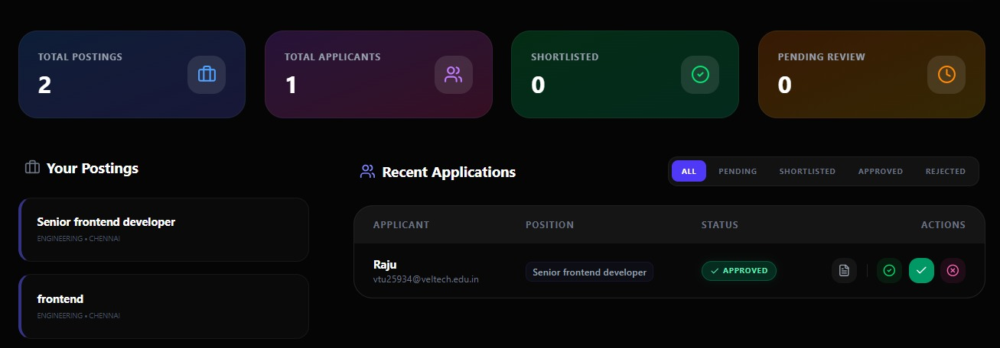 TOTAL POSTINGS
2
TOTAL APPLICANTS
1
SHORTLISTED
0
PENDING REVIEW
0
Your Postings
Senior frontend developer
ENGINEERING • CHENNAI
frontend
ENGINEERING • CHENNAI
Recent Applications
ALL PENDING SHORTLISTED APPROVED REJECTED
APPLICANT POSITION STATUS ACTIONS
Raju
vtu25934@veltech.edu.in
Senior frontend developer
APPROVED